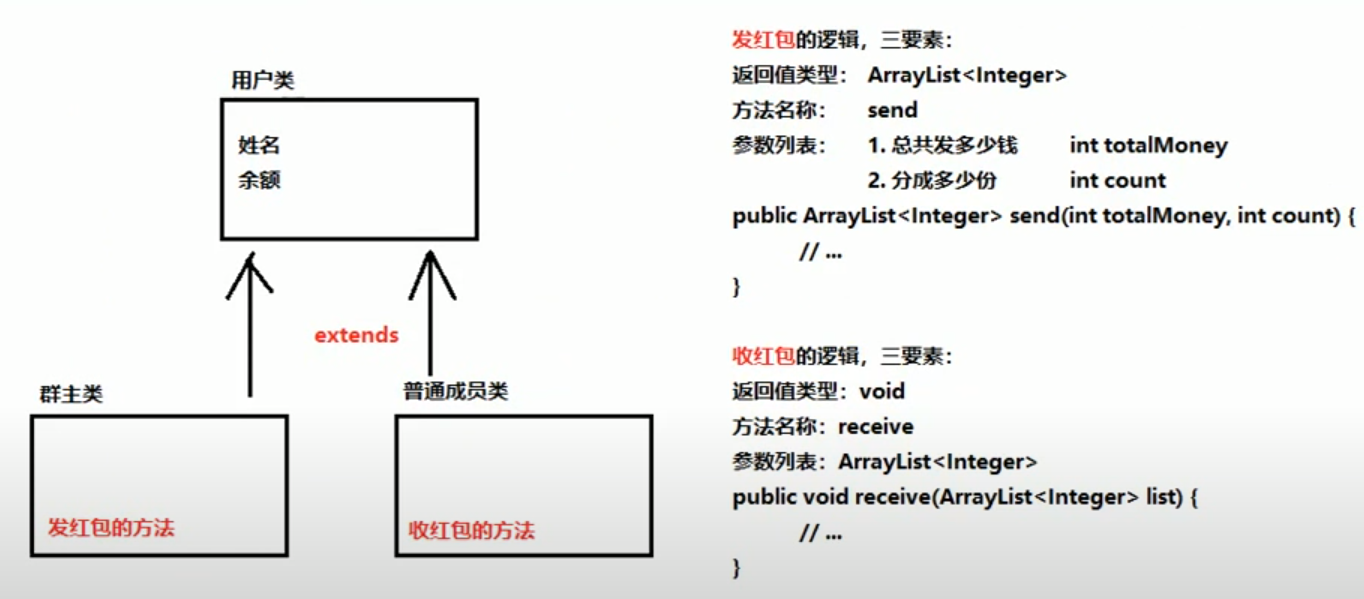 用户类
姓名
余额
extends
群主类
发红包的方法
普通成员类
收红包的方法
发红包的逻辑，三要素：
返回值类型： ArrayList<Integer>
方法名称： send
参数列表： 1. 总共发多少钱 int totalMoney
2. 分成多少份 int count
public ArrayList<Integer> send(int totalMoney, int count) {
// ...
}
收红包的逻辑，三要素：
返回值类型：void
方法名称：receive
参数列表：ArrayList<Integer>
public void receive(ArrayList<Integer> list) {
// ...
}